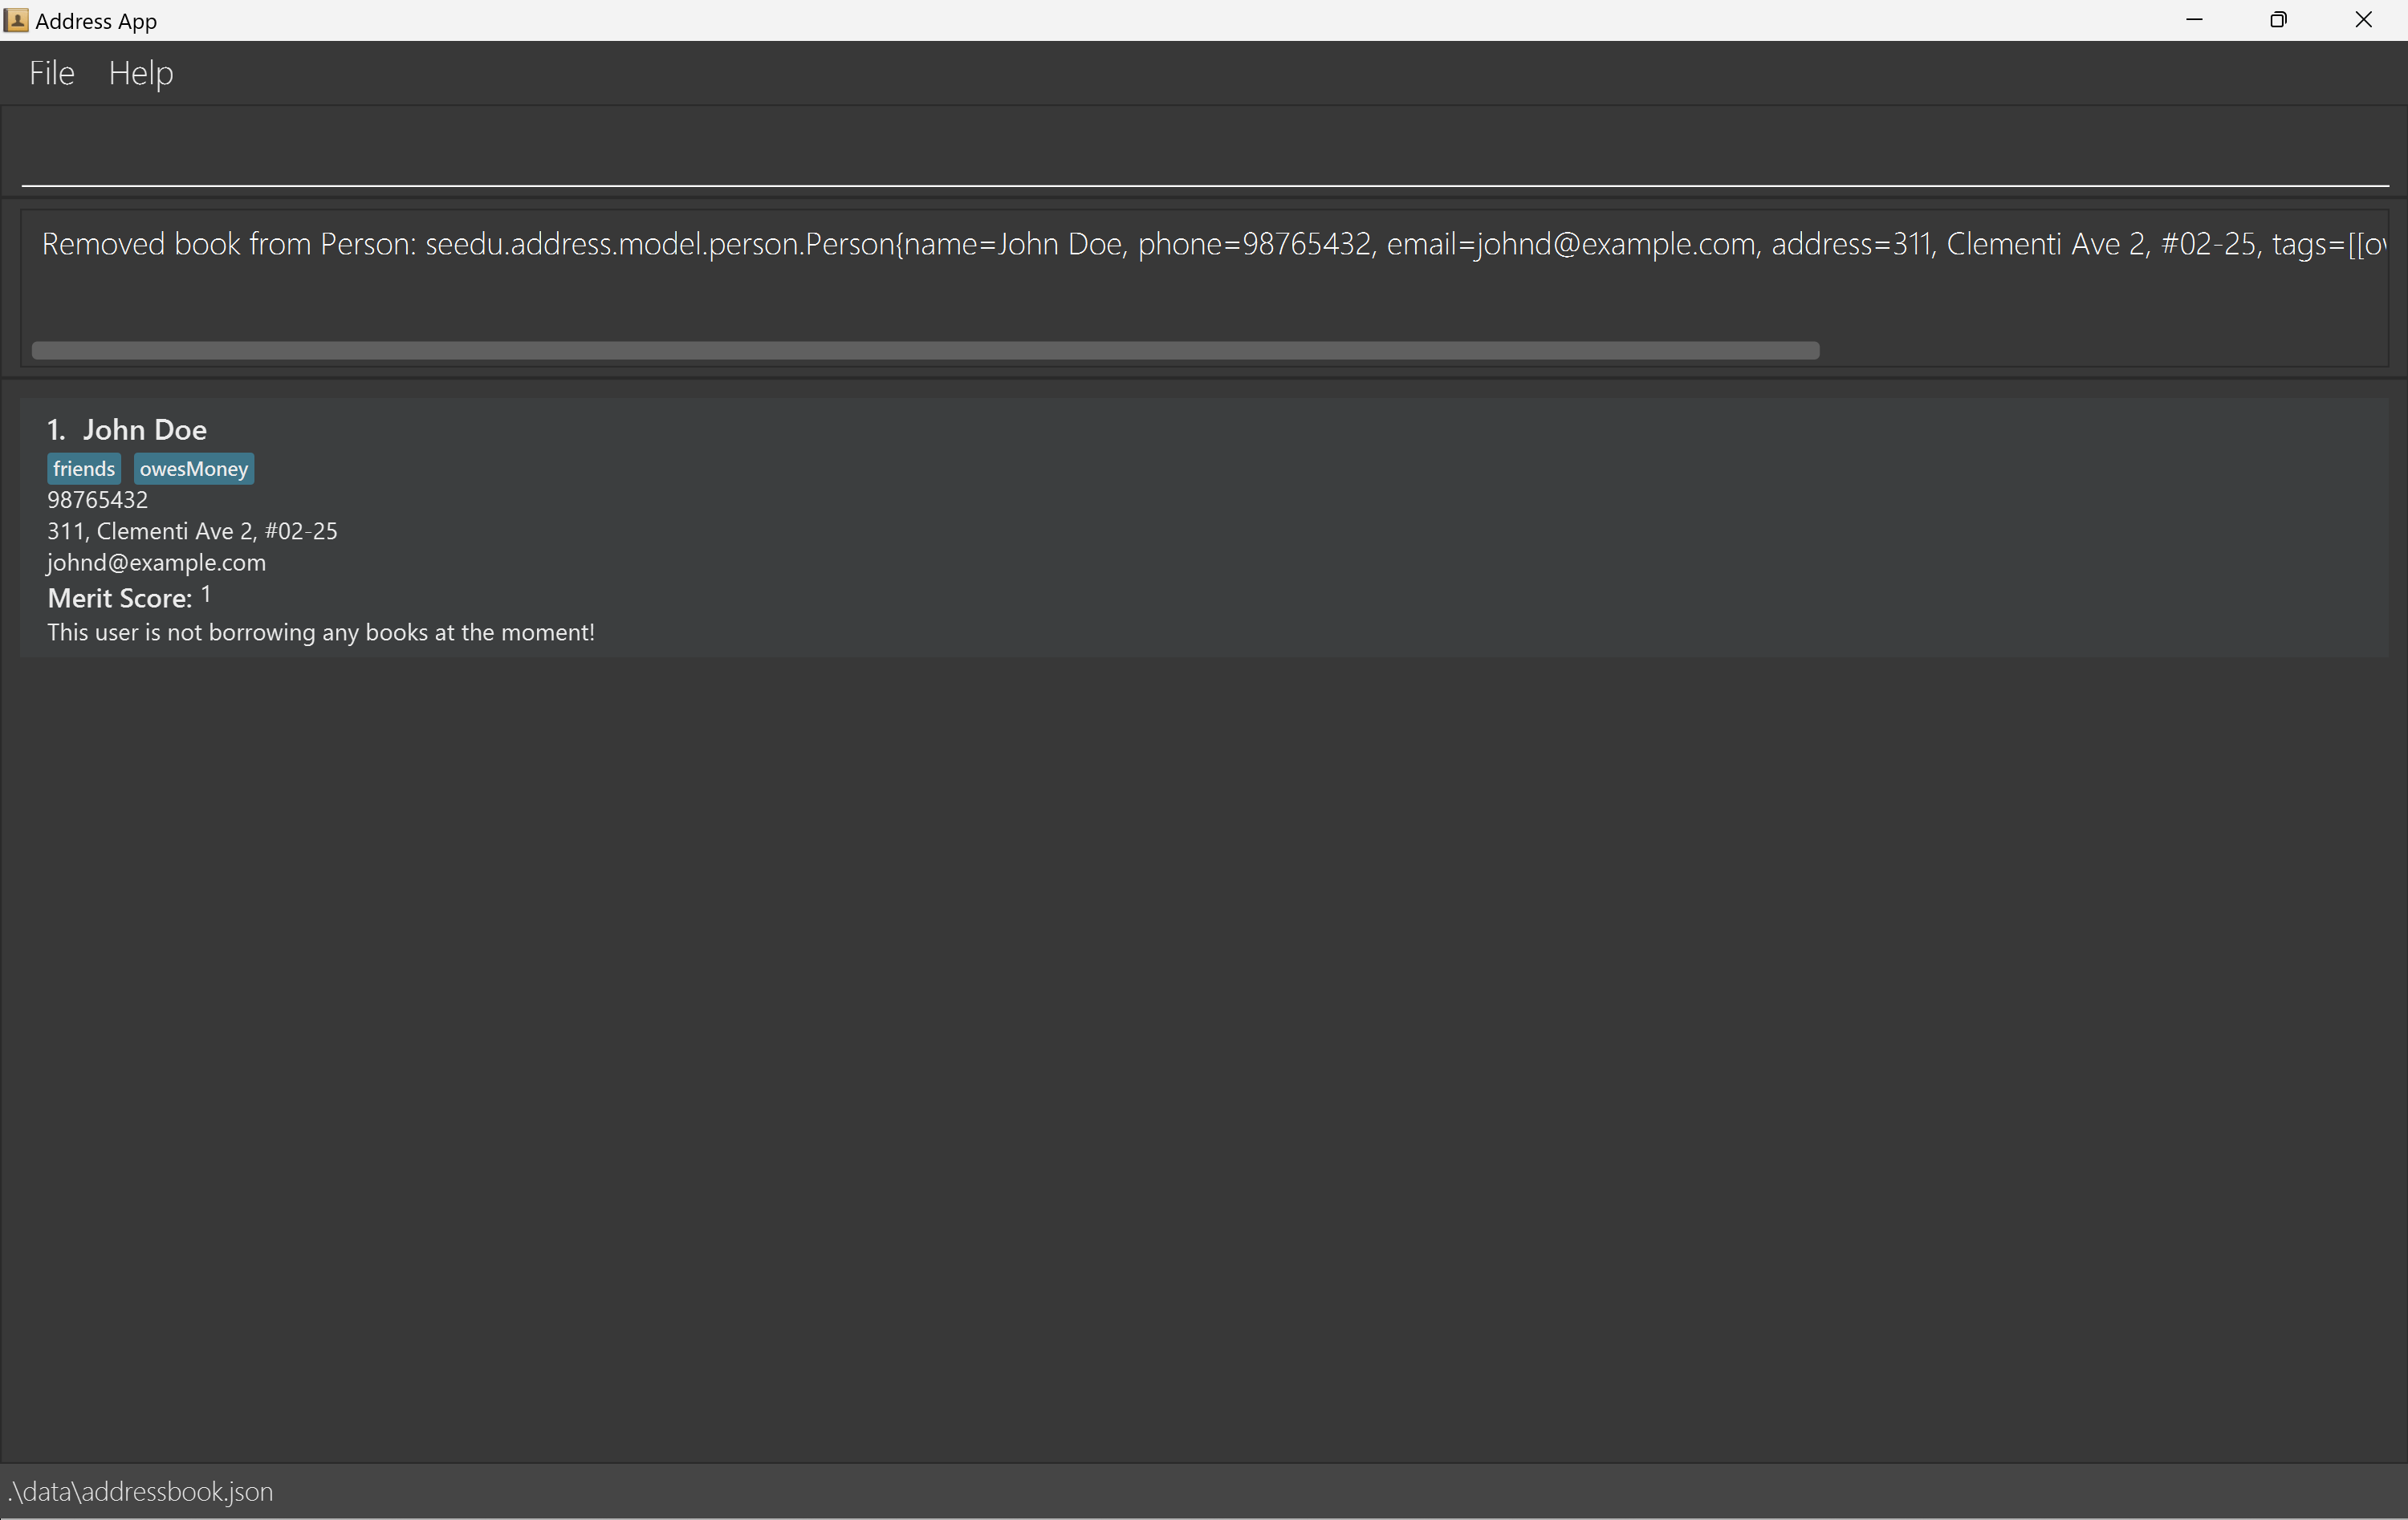 Address App
File Help
Removed book from Person: seedu.address.model.person.Person{name=John Doe, phone=98765432, email=johnd@example.com, address=311, Clementi Ave 2, #02-25, tags=[[o
1. John Doe
friends owesMoney
98765432
311, Clementi Ave 2, #02-25
johnd@example.com
Merit Score: 1
This user is not borrowing any books at the moment!
.\data\addressbook.json